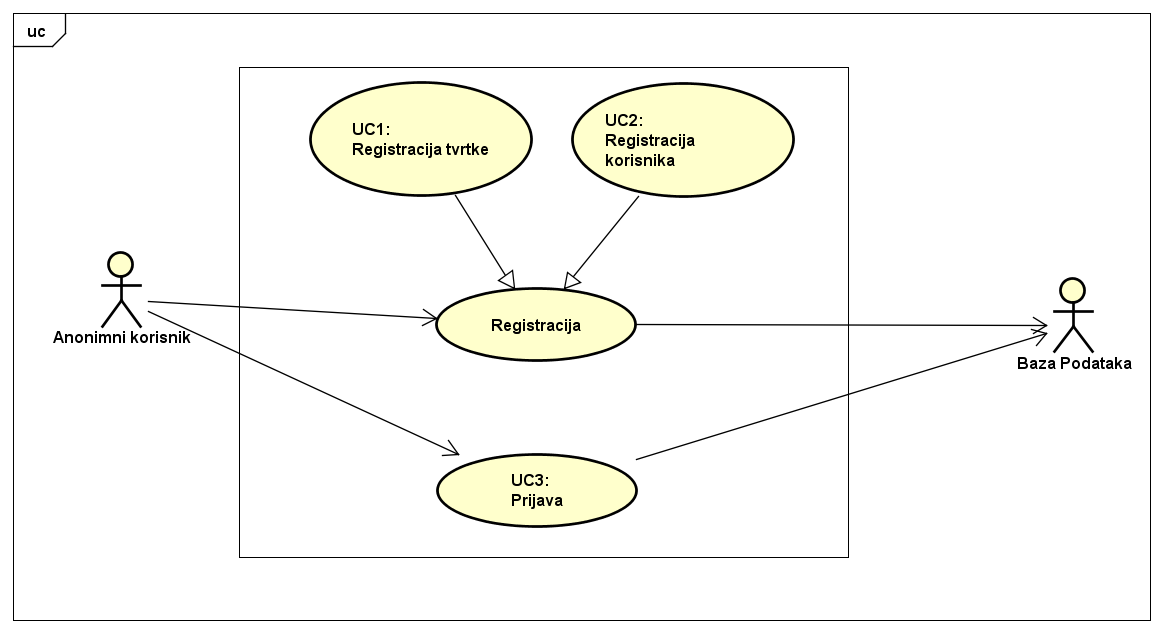 uc
UC1:
Registracija tvrtke
UC2:
Registracija
korisnika
Anonimni korisnik
Registracija
Baza Podataka
UC3:
Prijava